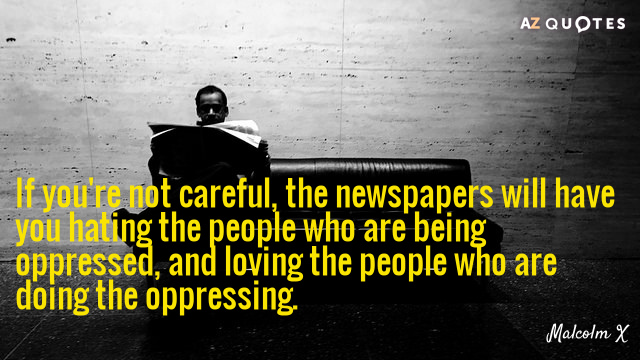 AZ QUOTES
If you're not careful, the newspapers will have
you hating the people who are being
oppressed, and loving the people who are
doing the oppressing.
Malcolm X